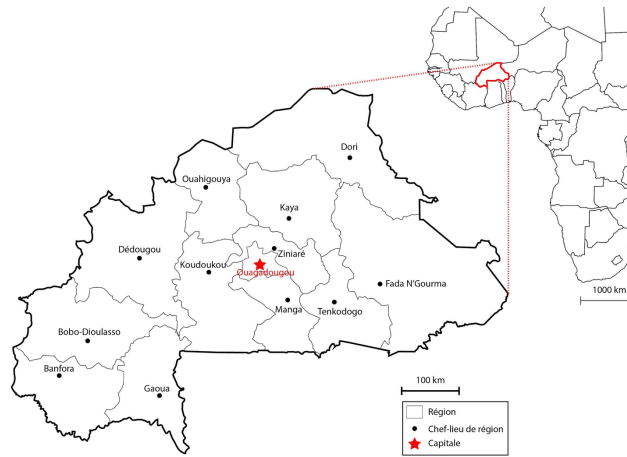 Dori
Ouahigouya
Kaya
Dédougou
Ziniaré
Koudoukou
Ouagadougou
Fada N'Gourma
Manga
Tenkodogo
1000 km
Bobo-Dioulasso
Banfora
Gaoua
100 km
Région
Chef-lieu de région
Capitale